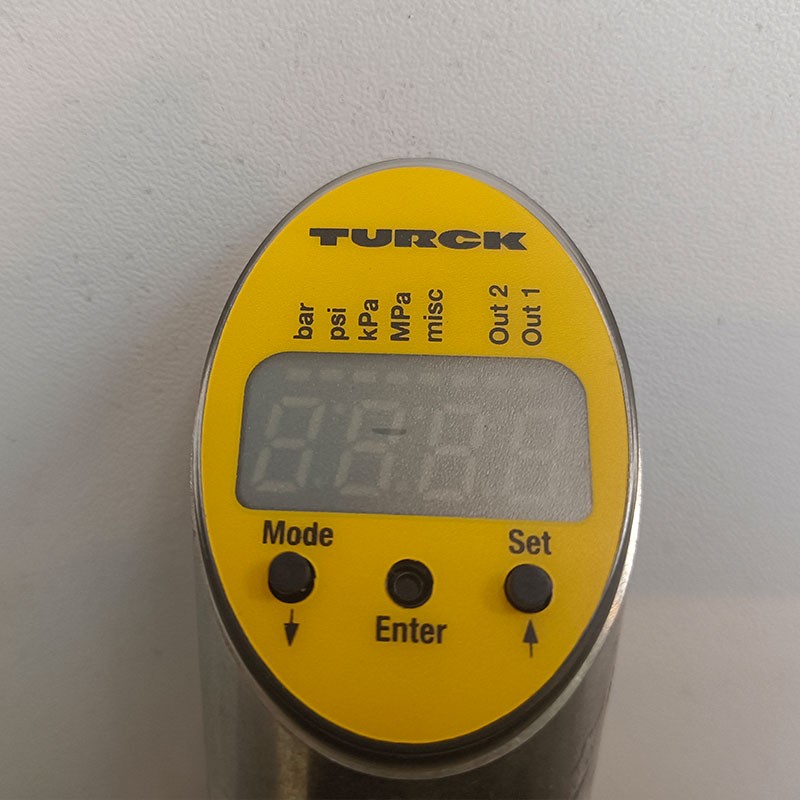 TURCK
bar
psi
kPa
MPa
misc
Out 2
Out 1
Mode
Set
Enter